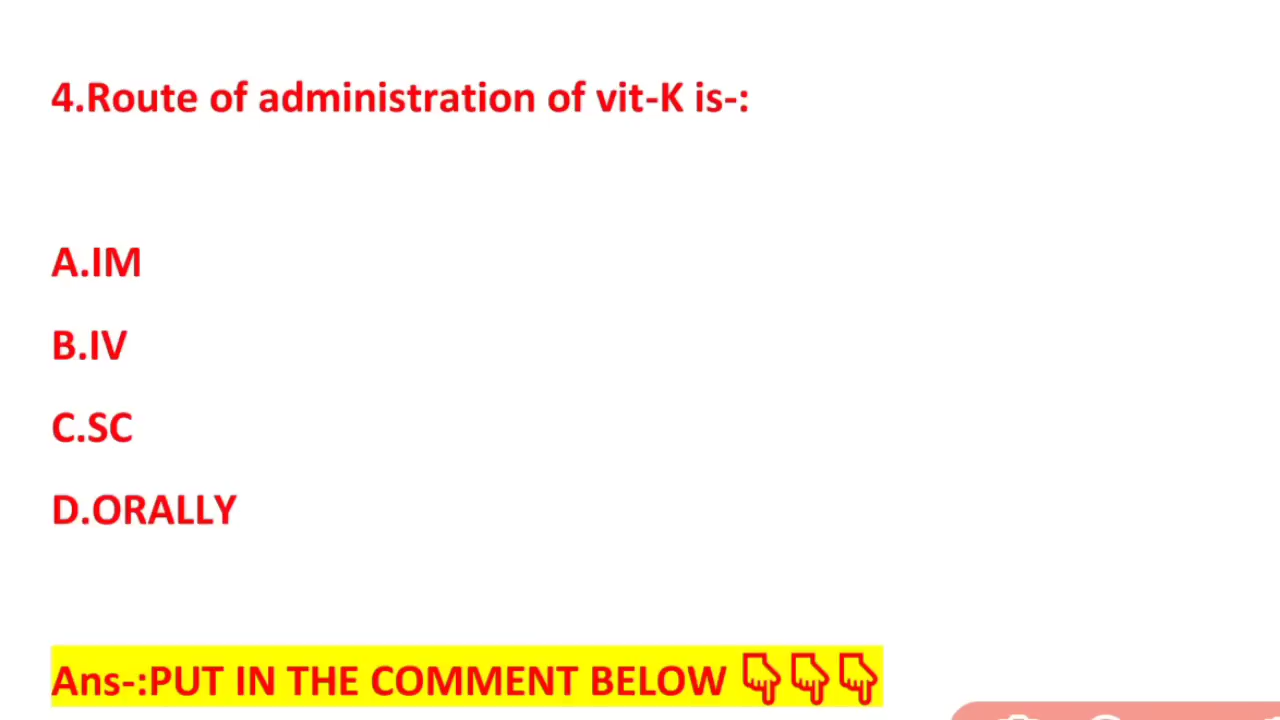 4.Route of administration of vit-K is-:
A.IM
B.IV
C.SC
D.ORALLY
Ans-:PUT IN THE COMMENT BELOW 👇👇👇